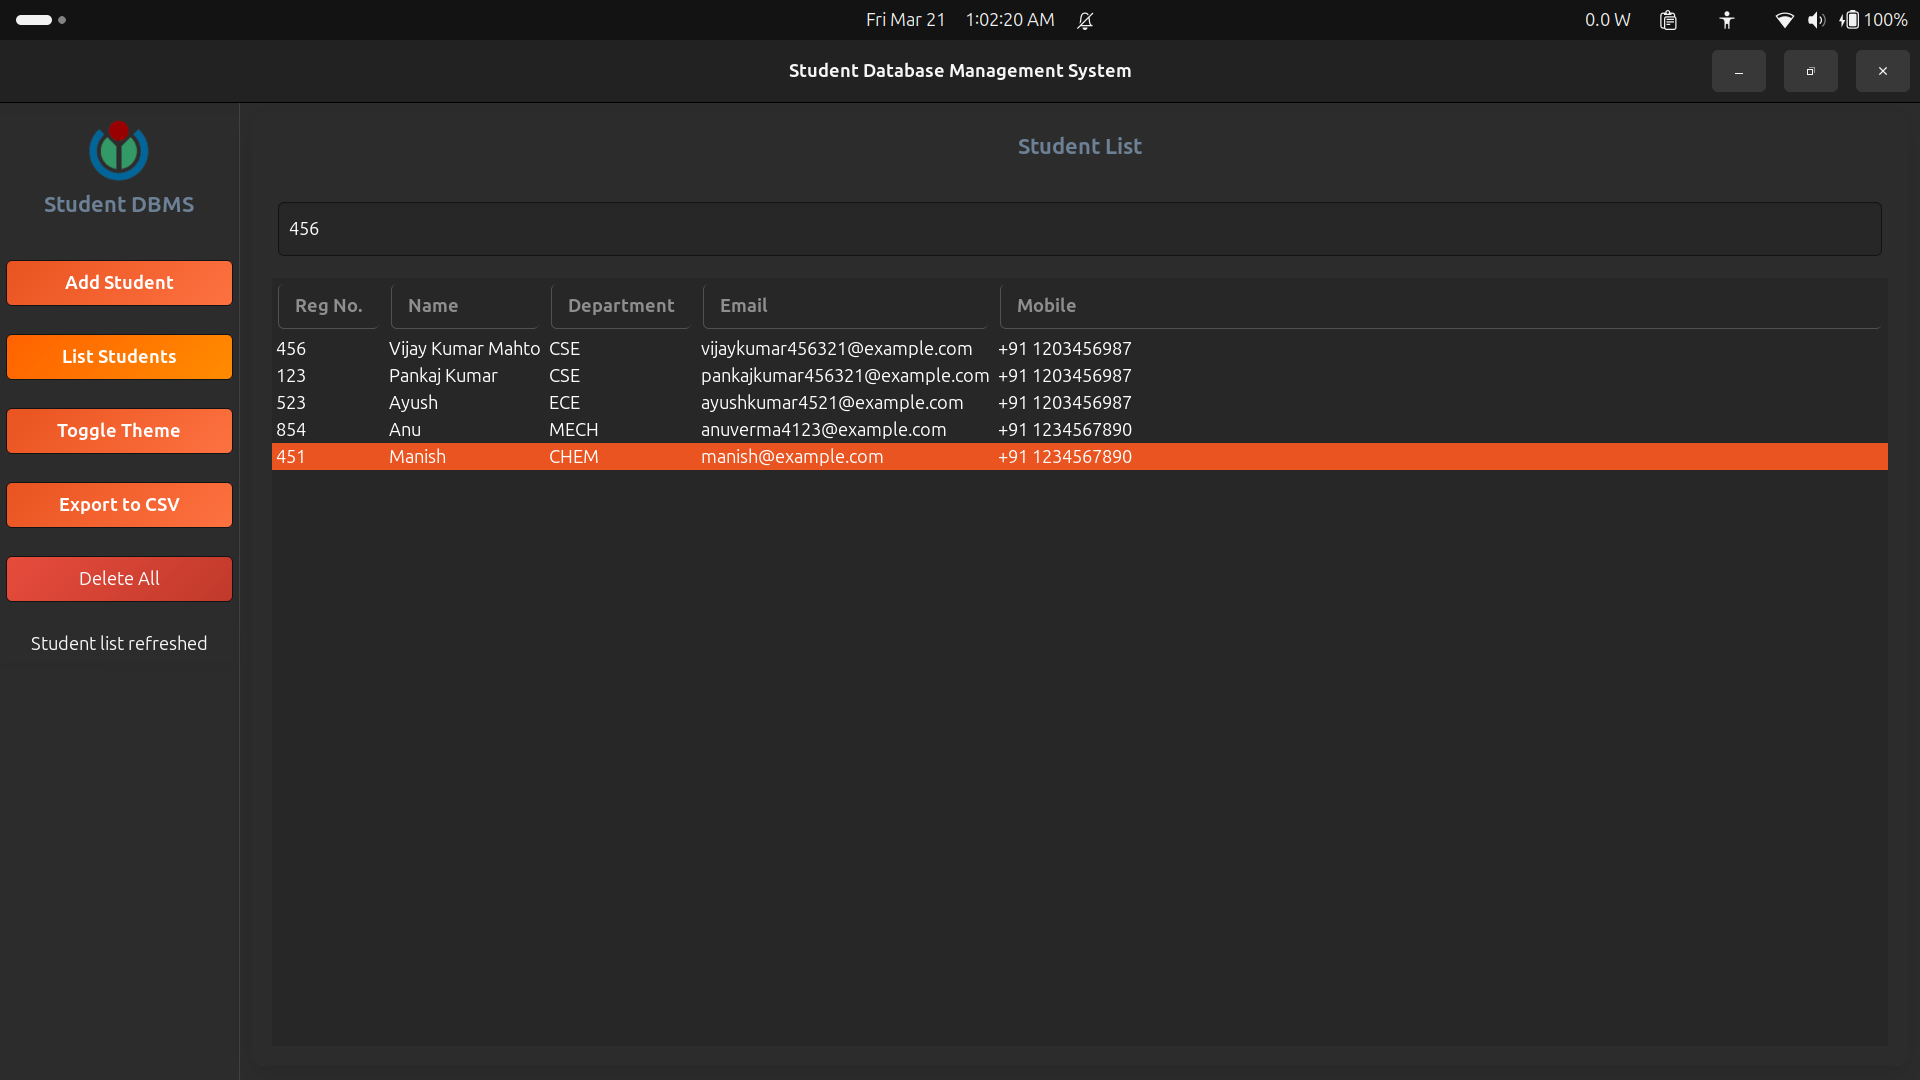 Fri Mar 21 1:02:20 AM 0.0 W 100%
Student Database Management System
Student DBMS
Add Student
List Students
Toggle Theme
Export to CSV
Delete All
Student list refreshed
Student List
456
Reg No. Name Department Email Mobile
456 Vijay Kumar Mahto CSE vijaykumar456321@example.com +91 1203456987
123 Pankaj Kumar CSE pankajkumar456321@example.com +91 1203456987
523 Ayush ECE ayushkumar4521@example.com +91 1203456987
854 Anu MECH anuverma4123@example.com +91 1234567890
451 Manish CHEM manish@example.com +91 1234567890